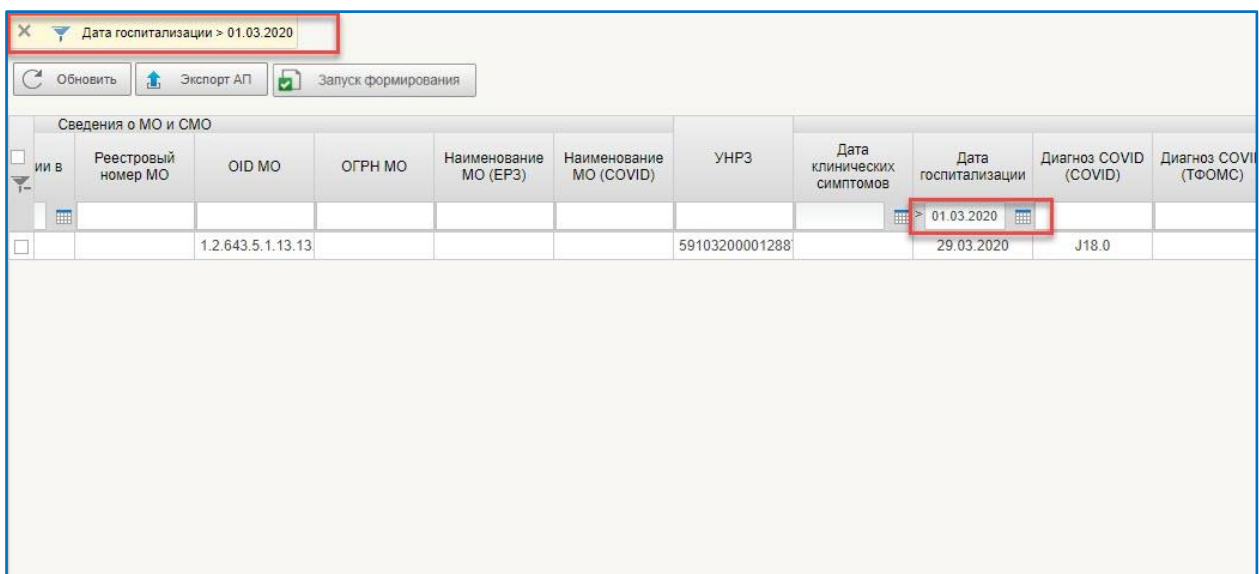 Дата госпитализации > 01.03.2020
Обновить Экспорт АП Запуск формирования
Сведения о МО и СМО
ии в Реестровый номер МО OID МО ОГРН МО Наименование МО (ЕРЗ) Наименование МО (COVID) УНРЗ Дата клинических симптомов Дата госпитализации Диагноз COVID (COVID) Диагноз COVI (ТФОМС)
> 01.03.2020
1.2.643.5.1.13.13 59103200001288 29.03.2020 J18.0